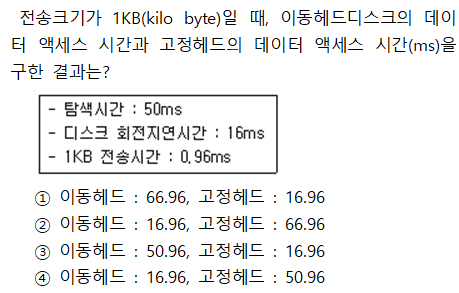 전송크기가 1KB(kilo byte)일 때, 이동헤드디스크의 데이
터 액세스 시간과 고정헤드의 데이터 액세스 시간(ms)을
구한 결과는?
- 탐색시간 : 50ms
- 디스크 회전지연시간 : 16ms
- 1KB 전송시간 : 0.96ms
① 이동헤드 : 66.96, 고정헤드 : 16.96
② 이동헤드 : 16.96, 고정헤드 : 66.96
③ 이동헤드 : 50.96, 고정헤드 : 16.96
④ 이동헤드 : 16.96, 고정헤드 : 50.96